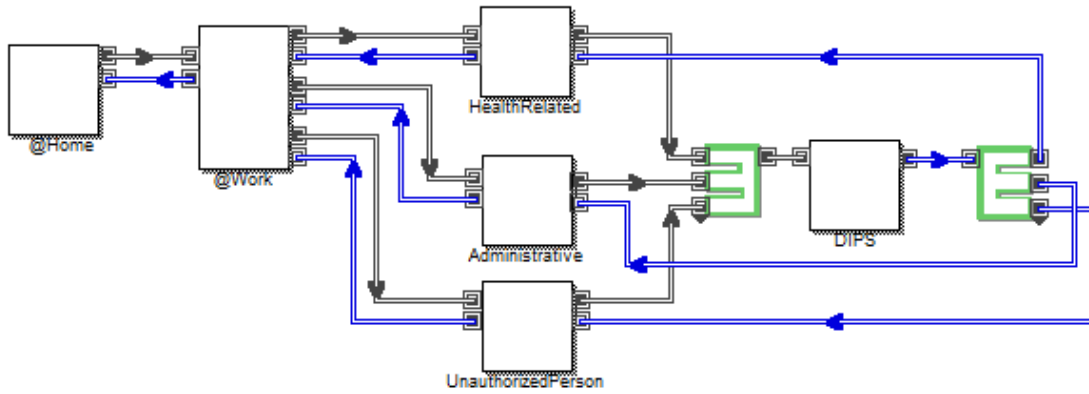 @Home
@Work
HealthRelated
Administrative
UnauthorizedPerson
DIPS